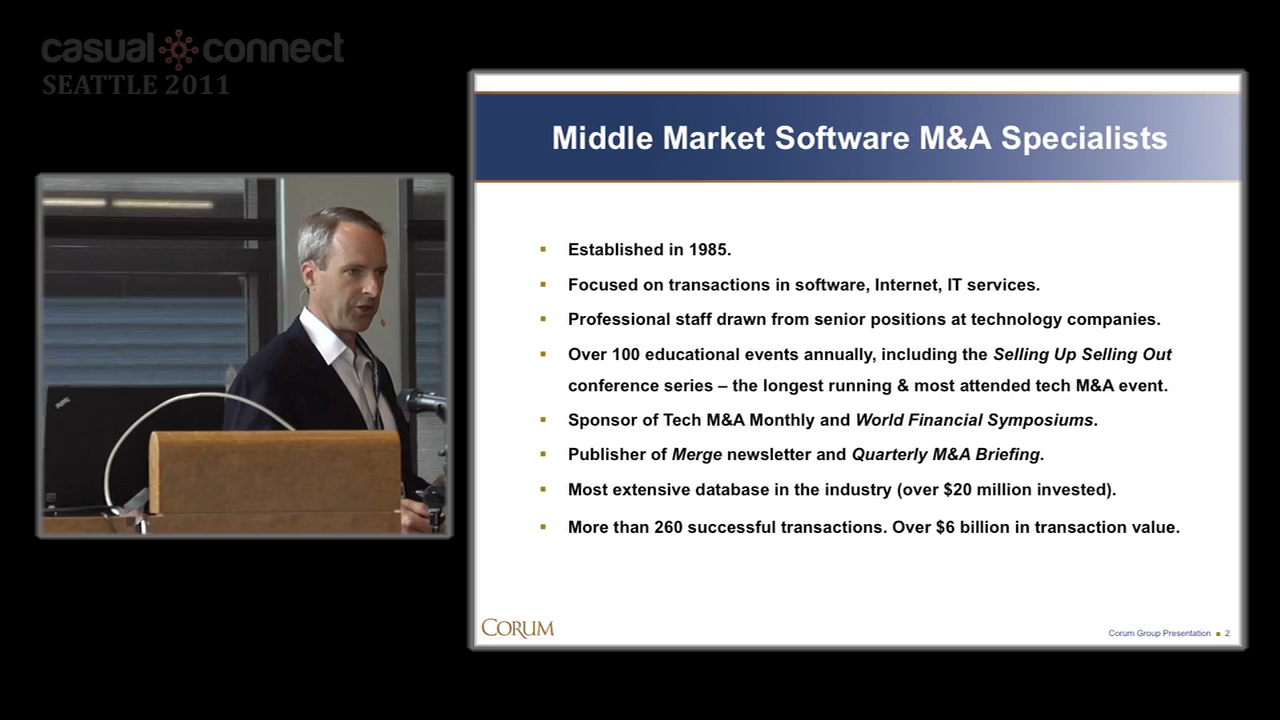 casual connect
SEATTLE 2011
Middle Market Software M&A Specialists
Established in 1985.
Focused on transactions in software, Internet, IT services.
Professional staff drawn from senior positions at technology companies.
Over 100 educational events annually, including the Selling Up Selling Out
conference series – the longest running & most attended tech M&A event.
Sponsor of Tech M&A Monthly and World Financial Symposiums.
Publisher of Merge newsletter and Quarterly M&A Briefing.
Most extensive database in the industry (over $20 million invested).
More than 260 successful transactions. Over $6 billion in transaction value.
CORUM
Corum Group Presentation ■ 2